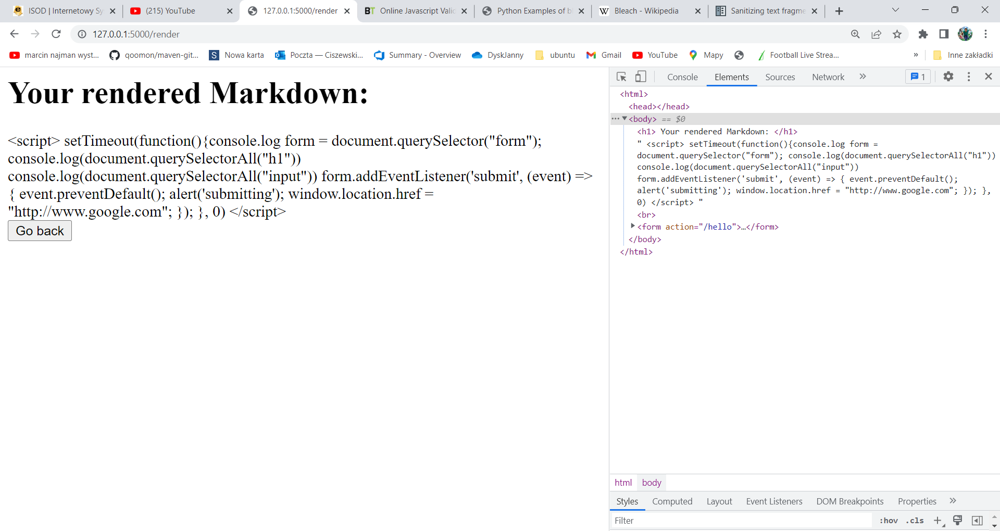 ISOD | Internetowy Sy
(215) YouTube
127.0.0.1:5000/render
BT Online Javascript Valid
Python Examples of b
W Bleach - Wikipedia
Sanitizing text fragme
127.0.0.1:5000/render
marcin najman wyst...
qoomon/maven-git...
S Nowa karta
Poczta — Ciszewski...
Summary - Overview
DyskJanny
ubuntu
Gmail
YouTube
Mapy
Football Live Strea...
»
Inne zakładki
Your rendered Markdown:
<script> setTimeout(function(){console.log form = document.querySelector("form");
console.log(document.querySelectorAll("h1"))
console.log(document.querySelectorAll("input")) form.addEventListener('submit', (event) =>
{ event.preventDefault(); alert('submitting'); window.location.href =
"http://www.google.com"; }); }, 0) </script>
Go back
Console Elements Sources Network » 1
<html>
<head></head>
<body> == $0
<h1> Your rendered Markdown: </h1>
" <script> setTimeout(function(){console.log form =
document.querySelector("form"); console.log(document.querySelectorAll("h1"))
console.log(document.querySelectorAll("input"))
form.addEventListener('submit', (event) => { event.preventDefault();
alert('submitting'); window.location.href = "http://www.google.com"; }); },
0) </script> "
<br>
<form action="/hello">…</form>
</body>
</html>
html body
Styles Computed Layout Event Listeners DOM Breakpoints Properties »
Filter :hov .cls +